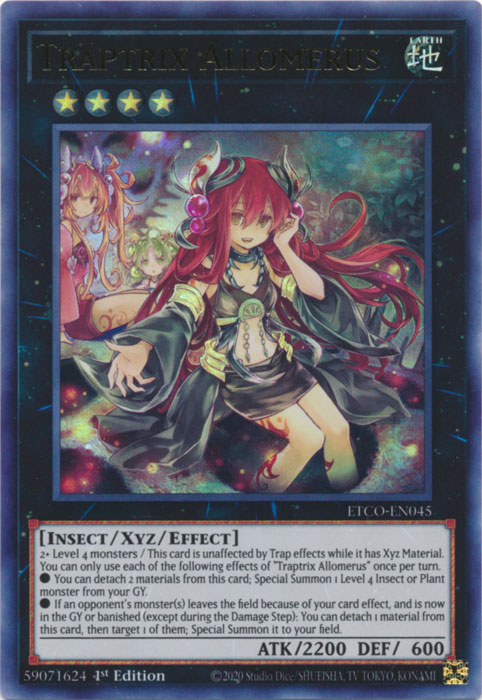 Traptrix Allomerus
EARTH
地
ETCO-EN045
[Insect/Xyz/Effect]
2+ Level 4 monsters / This card is unaffected by Trap effects while it has Xyz Material.
You can only use each of the following effects of "Traptrix Allomerus" once per turn.
● You can detach 2 materials from this card; Special Summon 1 Level 4 Insect or Plant
monster from your GY.
● If an opponent's monster(s) leaves the field because of your card effect, and is now
in the GY or banished (except during the Damage Step): You can detach 1 material from
this card, then target 1 of them; Special Summon it to your field.
ATK/2200 DEF/ 600
59071624 1st Edition ©2020 Studio Dice/SHUEISHA, TV TOKYO, KONAMI